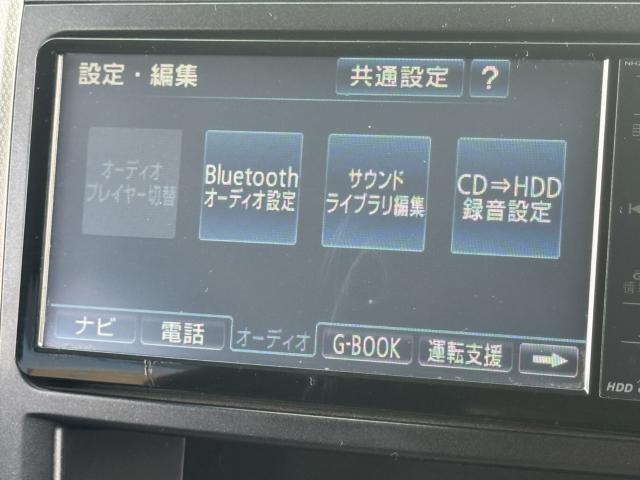 設定・編集
共通設定
?
オーディオ
プレイヤー切替
Bluetooth
オーディオ設定
サウンド
ライブラリ編集
CD⇒HDD
録音設定
ナビ
電話
オーディオ
G-BOOK
運転支援
HDD